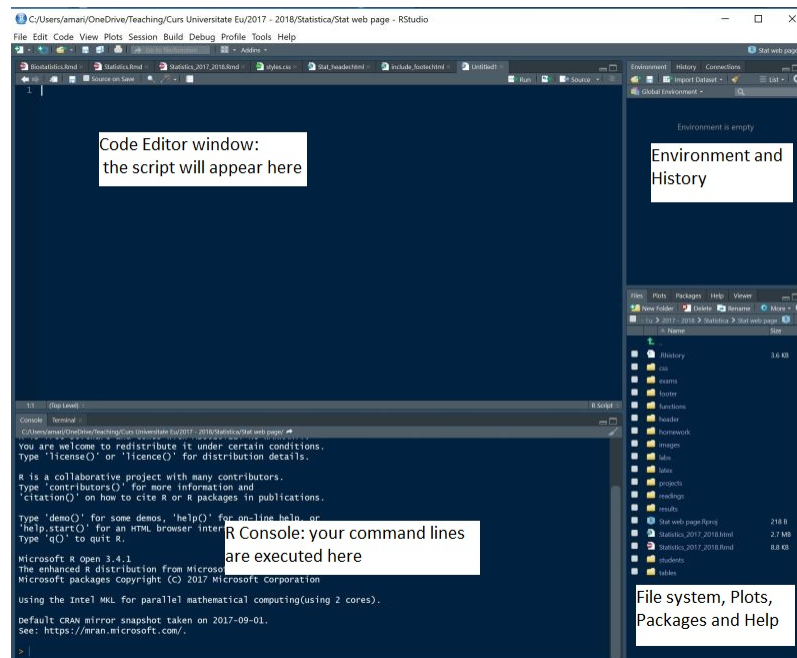 C:/Users/amari/OneDrive/Teaching/Curs Universitate Eu/2017 - 2018/Statistica/Stat web page - RStudio
File Edit Code View Plots Session Build Debug Profile Tools Help
Go to file/function
Addins
Stat web page
Biostatistics.Rmd
Statistics.Rmd
Statistics_2017_2018.Rmd
styles.css
Stat_header.html
include_footer.html
Untitled1
Source on Save
Run
Source
1
Code Editor window:
the script will appear here
1:1
(Top Level)
R Script
Console
Terminal
C:/Users/amari/OneDrive/Teaching/Curs Universitate Eu/2017 - 2018/Statistica/Stat web page/
You are welcome to redistribute it under certain conditions.
Type 'license()' or 'licence()' for distribution details.
R is a collaborative project with many contributors.
Type 'contributors()' for more information and
'citation()' on how to cite R or R packages in publications.
Type 'demo()' for some demos, 'help()' for on-line help, or
'help.start()' for an HTML browser inter
Type 'q()' to quit R.
R Console: your command lines
are executed here
Microsoft R Open 3.4.1
The enhanced R distribution from Microso
Microsoft packages Copyright (C) 2017 Microsoft Corporation
Using the Intel MKL for parallel mathematical computing(using 2 cores).
Default CRAN mirror snapshot taken on 2017-09-01.
See: https://mran.microsoft.com/.
>
Environment
History
Connections
Import Dataset
List
Global Environment
Environment is empty
Environment and
History
Files
Plots
Packages
Help
Viewer
New Folder
Delete
Rename
More
Eu
2017 - 2018
Statistica
Stat web page
Name
Size
..
.Rhistory
3.6 KB
css
exams
footer
functions
header
homework
images
labs
latex
projects
readings
results
Stat web page.Rproj
218 B
Statistics_2017_2018.html
2.7 MB
Statistics_2017_2018.Rmd
8.8 KB
students
tables
File system, Plots,
Packages and Help